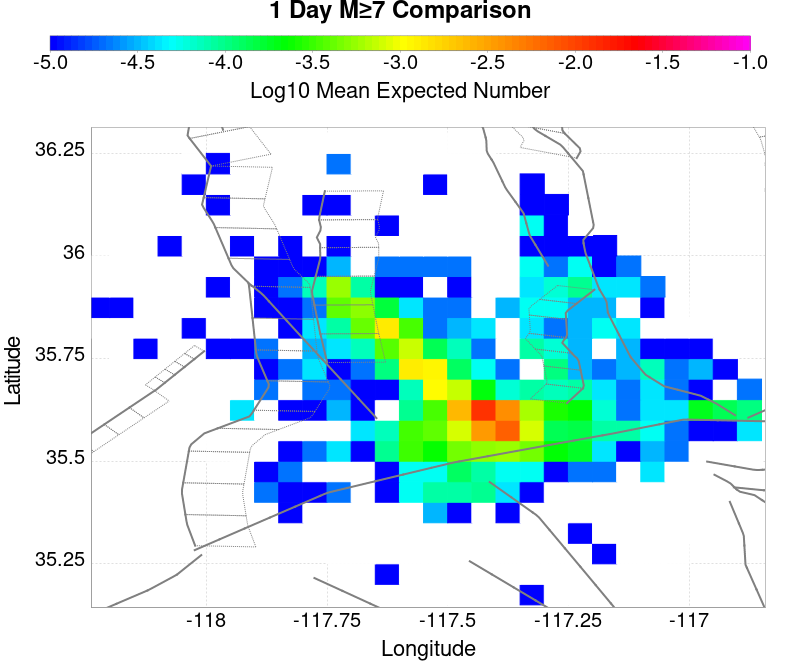 1 Day M≥7 Comparison
-5.0 -4.5 -4.0 -3.5 -3.0 -2.5 -2.0 -1.5 -1.0
Log10 Mean Expected Number
36.25
36
35.75
35.5
35.25
Latitude
-118 -117.75 -117.5 -117.25 -117
Longitude